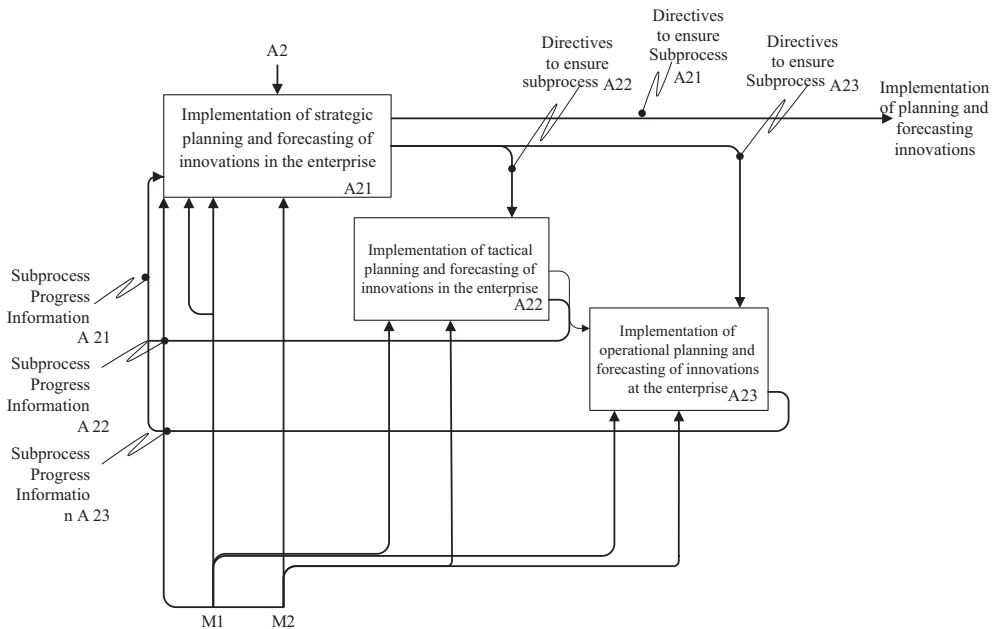 Directives
to ensure
Subprocess
A21
Directives
to ensure
subprocess
A22
Directives
to ensure
Subprocess
A23
A2
Implementation
of planning and
forecasting
innovations
Implementation of strategic
planning and forecasting of
innovations in the enterprise
A21
Implementation of tactical
planning and forecasting of
innovations in the enterprise
A22
Implementation of
operational planning and
forecasting of innovations
at the enterprise
A23
Subprocess
Progress
Information
A 21
Subprocess
Progress
Information
A 22
Subprocess
Progress
Informatio
n A 23
M1
M2